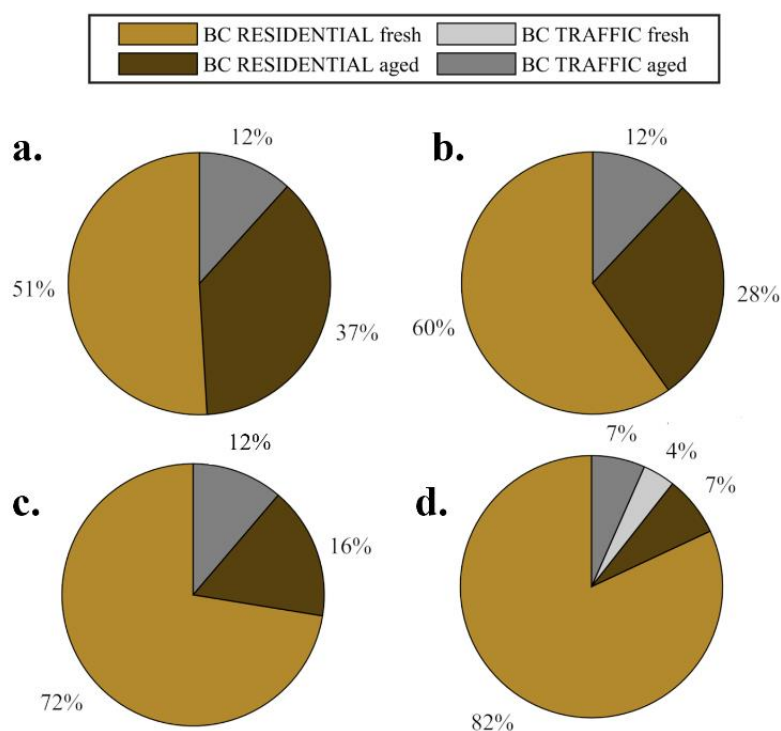 BC RESIDENTIAL fresh BC TRAFFIC fresh
BC RESIDENTIAL aged BC TRAFFIC aged
a.
12%
51%
37%
b.
12%
60%
28%
c.
12%
16%
72%
d.
7%
4%
7%
82%